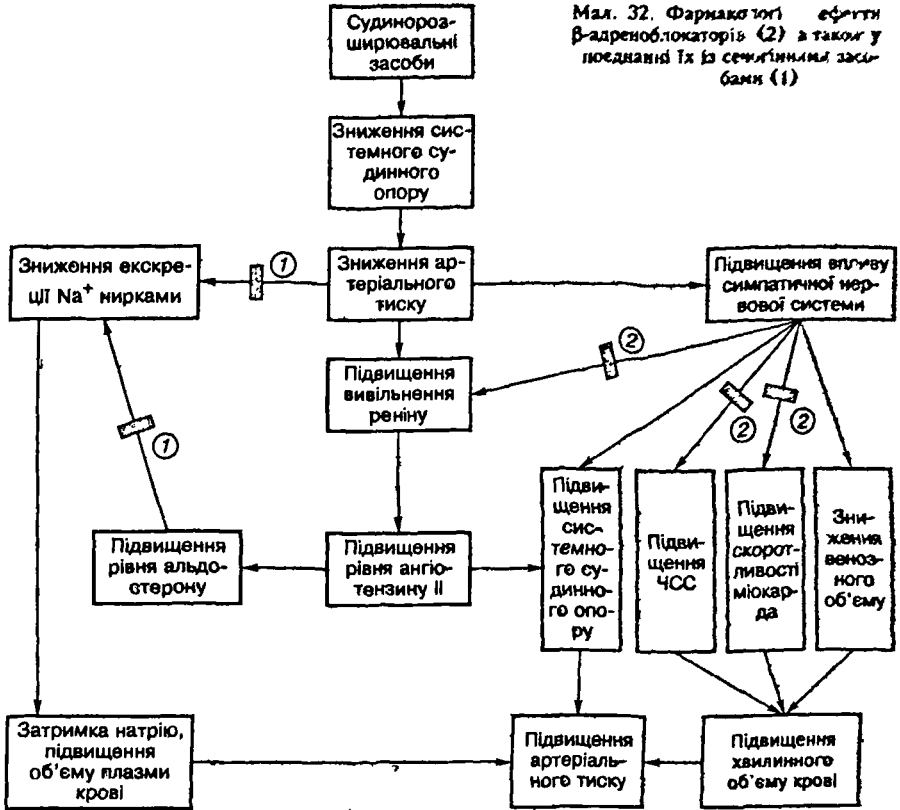 Судинороз-
ширювальні
засоби
Мал. 32. Фармакологі
β-адреноблокаторів (2) а також у
поєднанні їх із сечогінними засо-
бами (1)
Зниження сис-
темного су-
динного
опору
Зниження екскре-
ції Na⁺ нирками
1
Зниження ар-
теріального
тиску
Підвищення впливу
симпатичної нер-
вової системи
Підвищення
вивільнення
реніну
2
2
2
1
Підвищення
рівня альдо-
стерону
Підвищення
рівня ангіо-
тензину II
Підви-
щення
сис-
темного су-
динного
опо-
ру
Підви-
щення
ЧСС
Підви-
щення
скорот-
ливості
міокар-
да
Зни-
ження
веноз-
ного
об'єму
Затримка натрію,
підвищення
об'єму плазми
крові
Підвищення
артеріаль-
ного тиску
Підвищення
хвилинного
об'єму крові